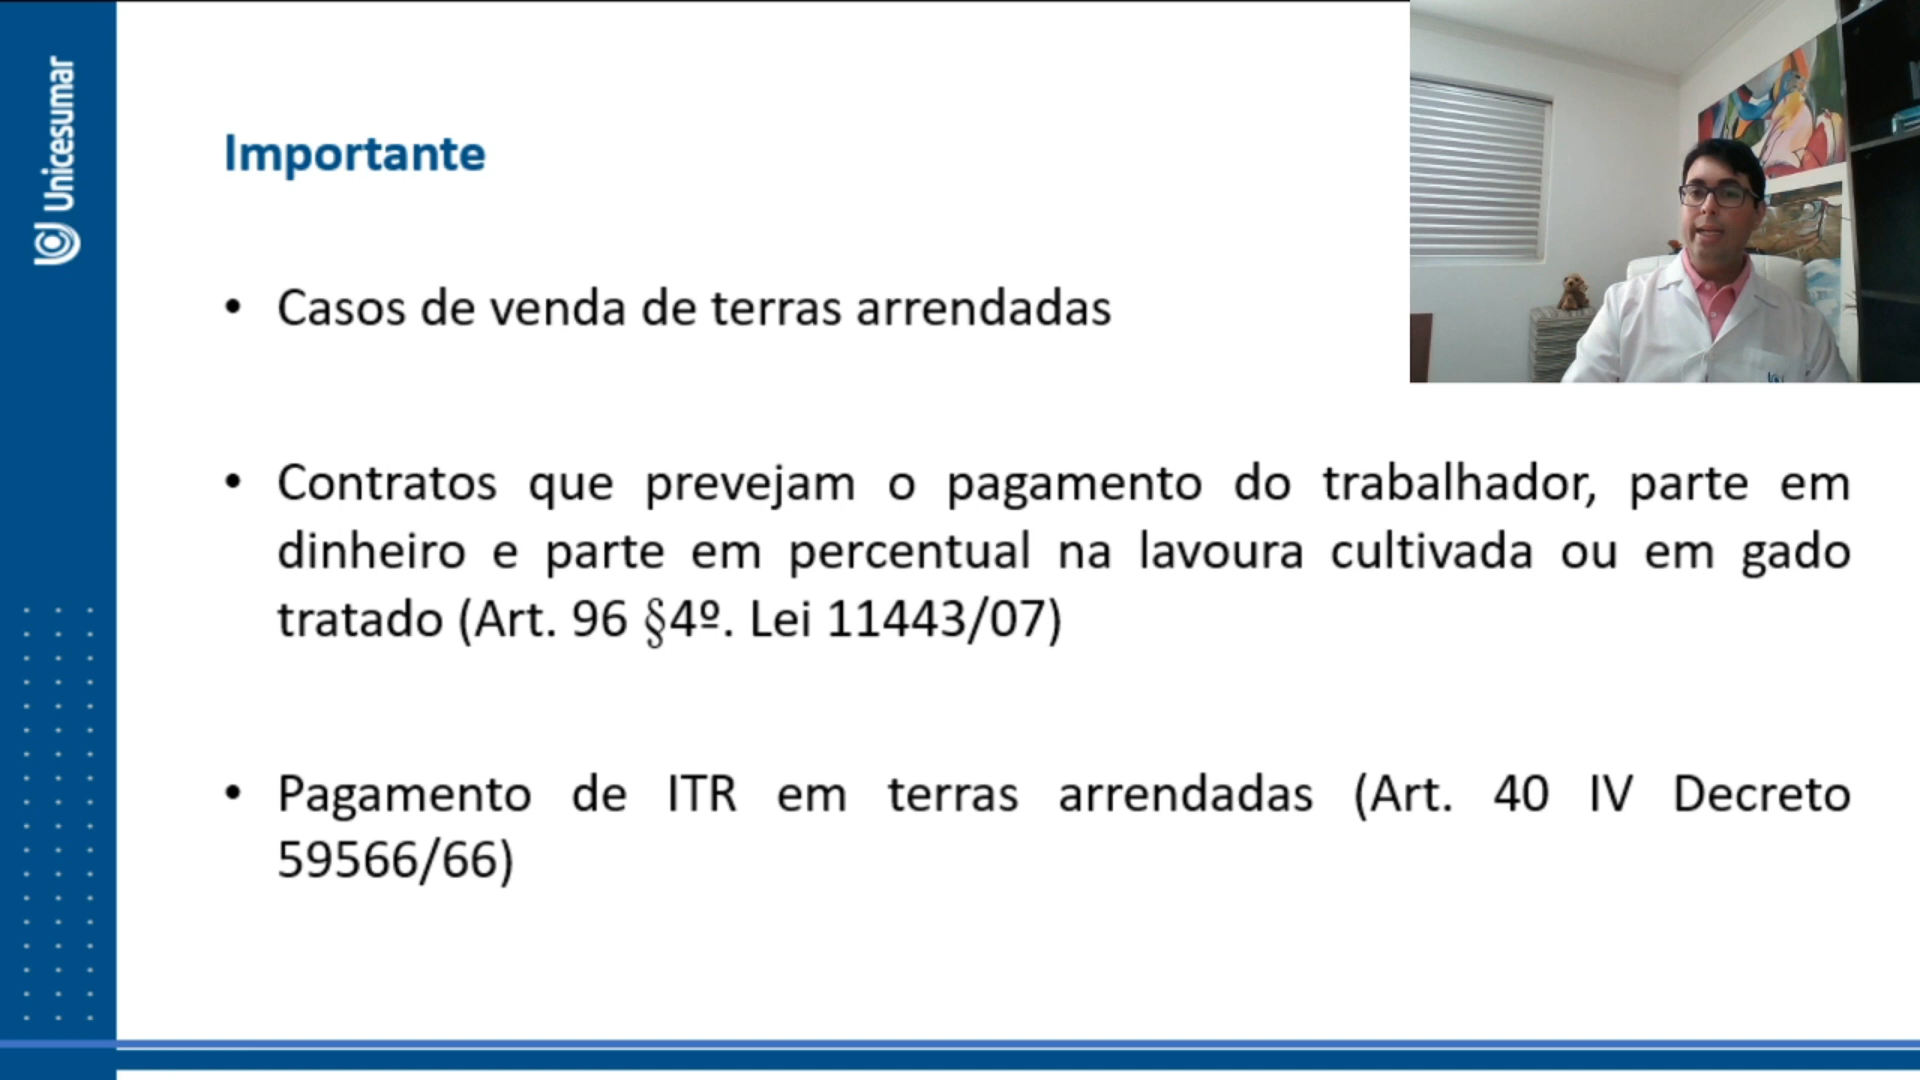 Unicesumar
Importante
• Casos de venda de terras arrendadas
• Contratos que prevejam o pagamento do trabalhador, parte em
dinheiro e parte em percentual na lavoura cultivada ou em gado
tratado (Art. 96 §4º. Lei 11443/07)
• Pagamento de ITR em terras arrendadas (Art. 40 IV Decreto
59566/66)